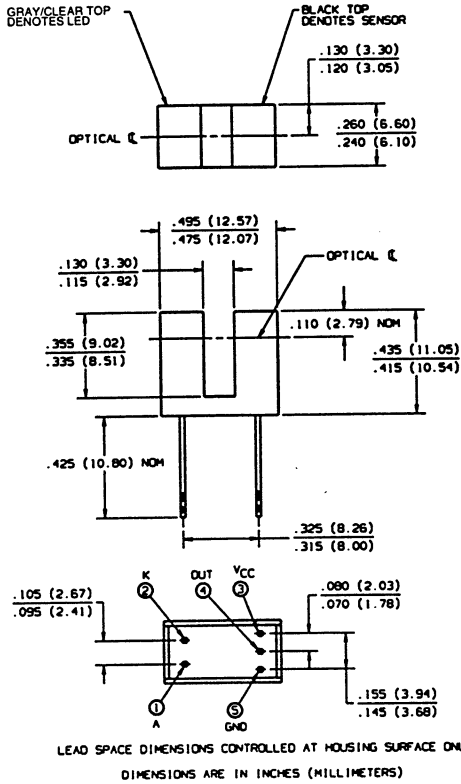 GRAY/CLEAR TOP
DENOTES LED
BLACK TOP
DENOTES SENSOR
.130 (3.30)
.120 (3.05)
OPTICAL ℄
.260 (6.60)
.240 (6.10)
.495 (12.57)
.475 (12.07)
.130 (3.30)
.115 (2.92)
OPTICAL ℄
.110 (2.79) NOM
.355 (9.02)
.335 (8.51)
.435 (11.05)
.415 (10.54)
.425 (10.80) NOM
.325 (8.26)
.315 (8.00)
K
②
OUT
④
VCC
③
.105 (2.67)
.095 (2.41)
.080 (2.03)
.070 (1.78)
①
A
⑤
GND
.155 (3.94)
.145 (3.68)
LEAD SPACE DIMENSIONS CONTROLLED AT HOUSING SURFACE
DIMENSIONS ARE IN INCHES (MILLIMETERS)